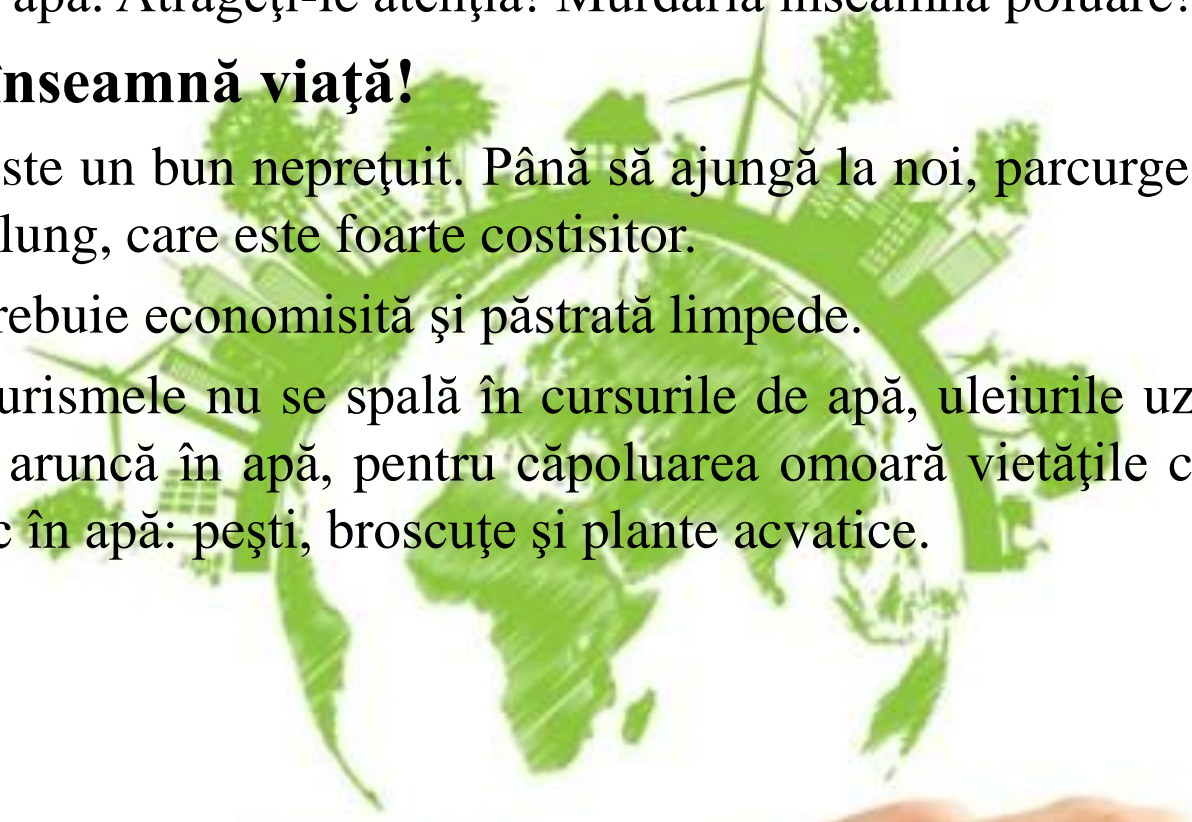 apă. Atrageţi-le atenţia! Murdăria înseamnă poluare!
înseamnă viaţă!
ste un bun nepreţuit. Până să ajungă la noi, parcurge
lung, care este foarte costisitor.
rebuie economisită şi păstrată limpede.
urismele nu se spală în cursurile de apă, uleiurile uz
aruncă în apă, pentru căpoluarea omoară vietăţile c
c în apă: peşti, broscuţe şi plante acvatice.